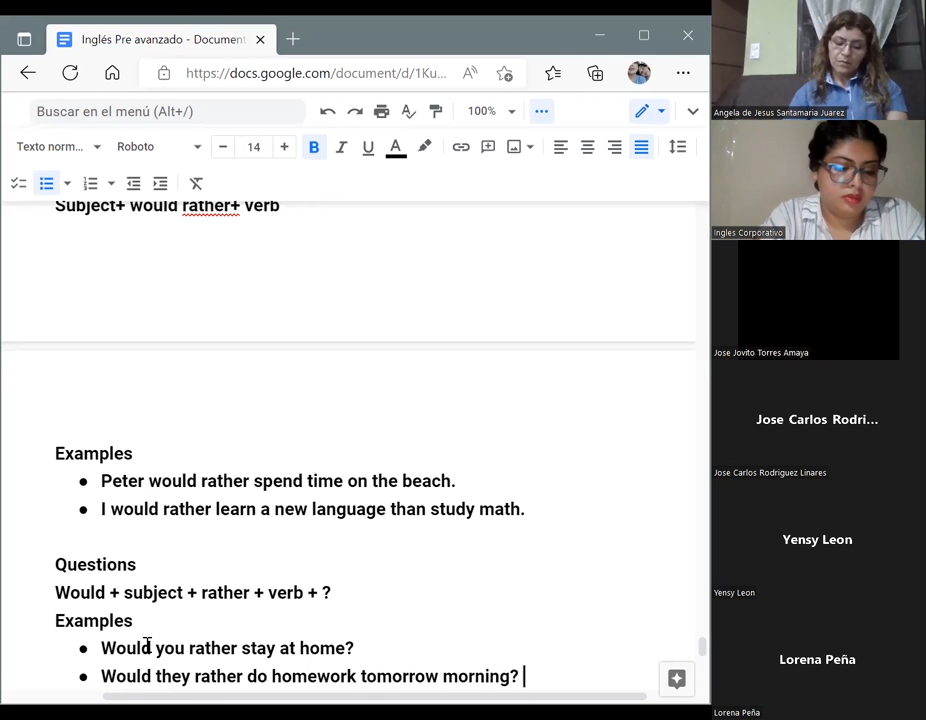 Inglés Pre avanzado - Document
https://docs.google.com/document/d/1Ku...
Buscar en el menú (Alt+/)
100%
Texto norm...
Roboto
14
Subject+ would rather+ verb
Examples
● Peter would rather spend time on the beach.
● I would rather learn a new language than study math.
Questions
Would + subject + rather + verb + ?
Examples
● Would you rather stay at home?
● Would they rather do homework tomorrow morning?
Angela de Jesus Santamaria Juarez
Ingles Corporativo
Jose Jovito Torres Amaya
Jose Carlos Rodri...
Jose Carlos Rodriguez Linares
Yensy Leon
Yensy Leon
Lorena Peña
Lorena Peña